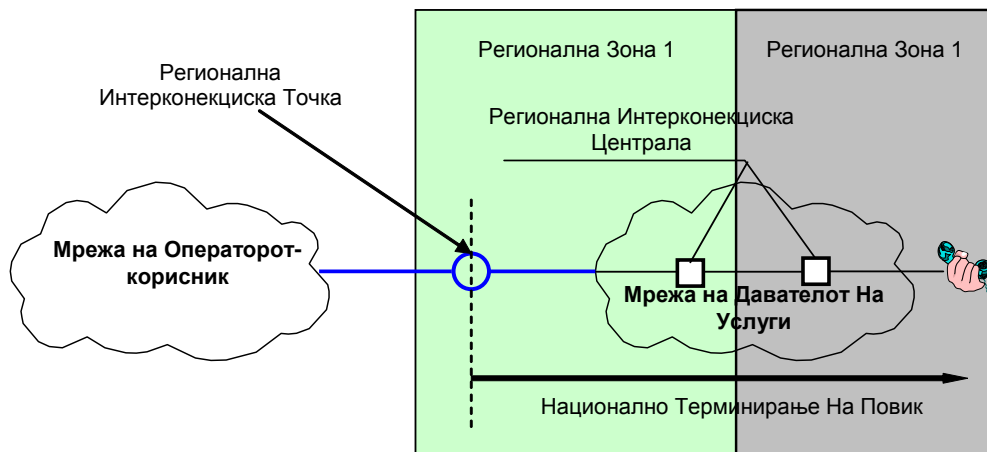 Регионална Зона 1
Регионална Зона 1
Регионална
Интерконекциска Точка
Регионална Интерконекциска
Централа
Мрежа на Операторот-
корисник
Мрежа на Давателот На
Услуги
Национално Терминирање На Повик